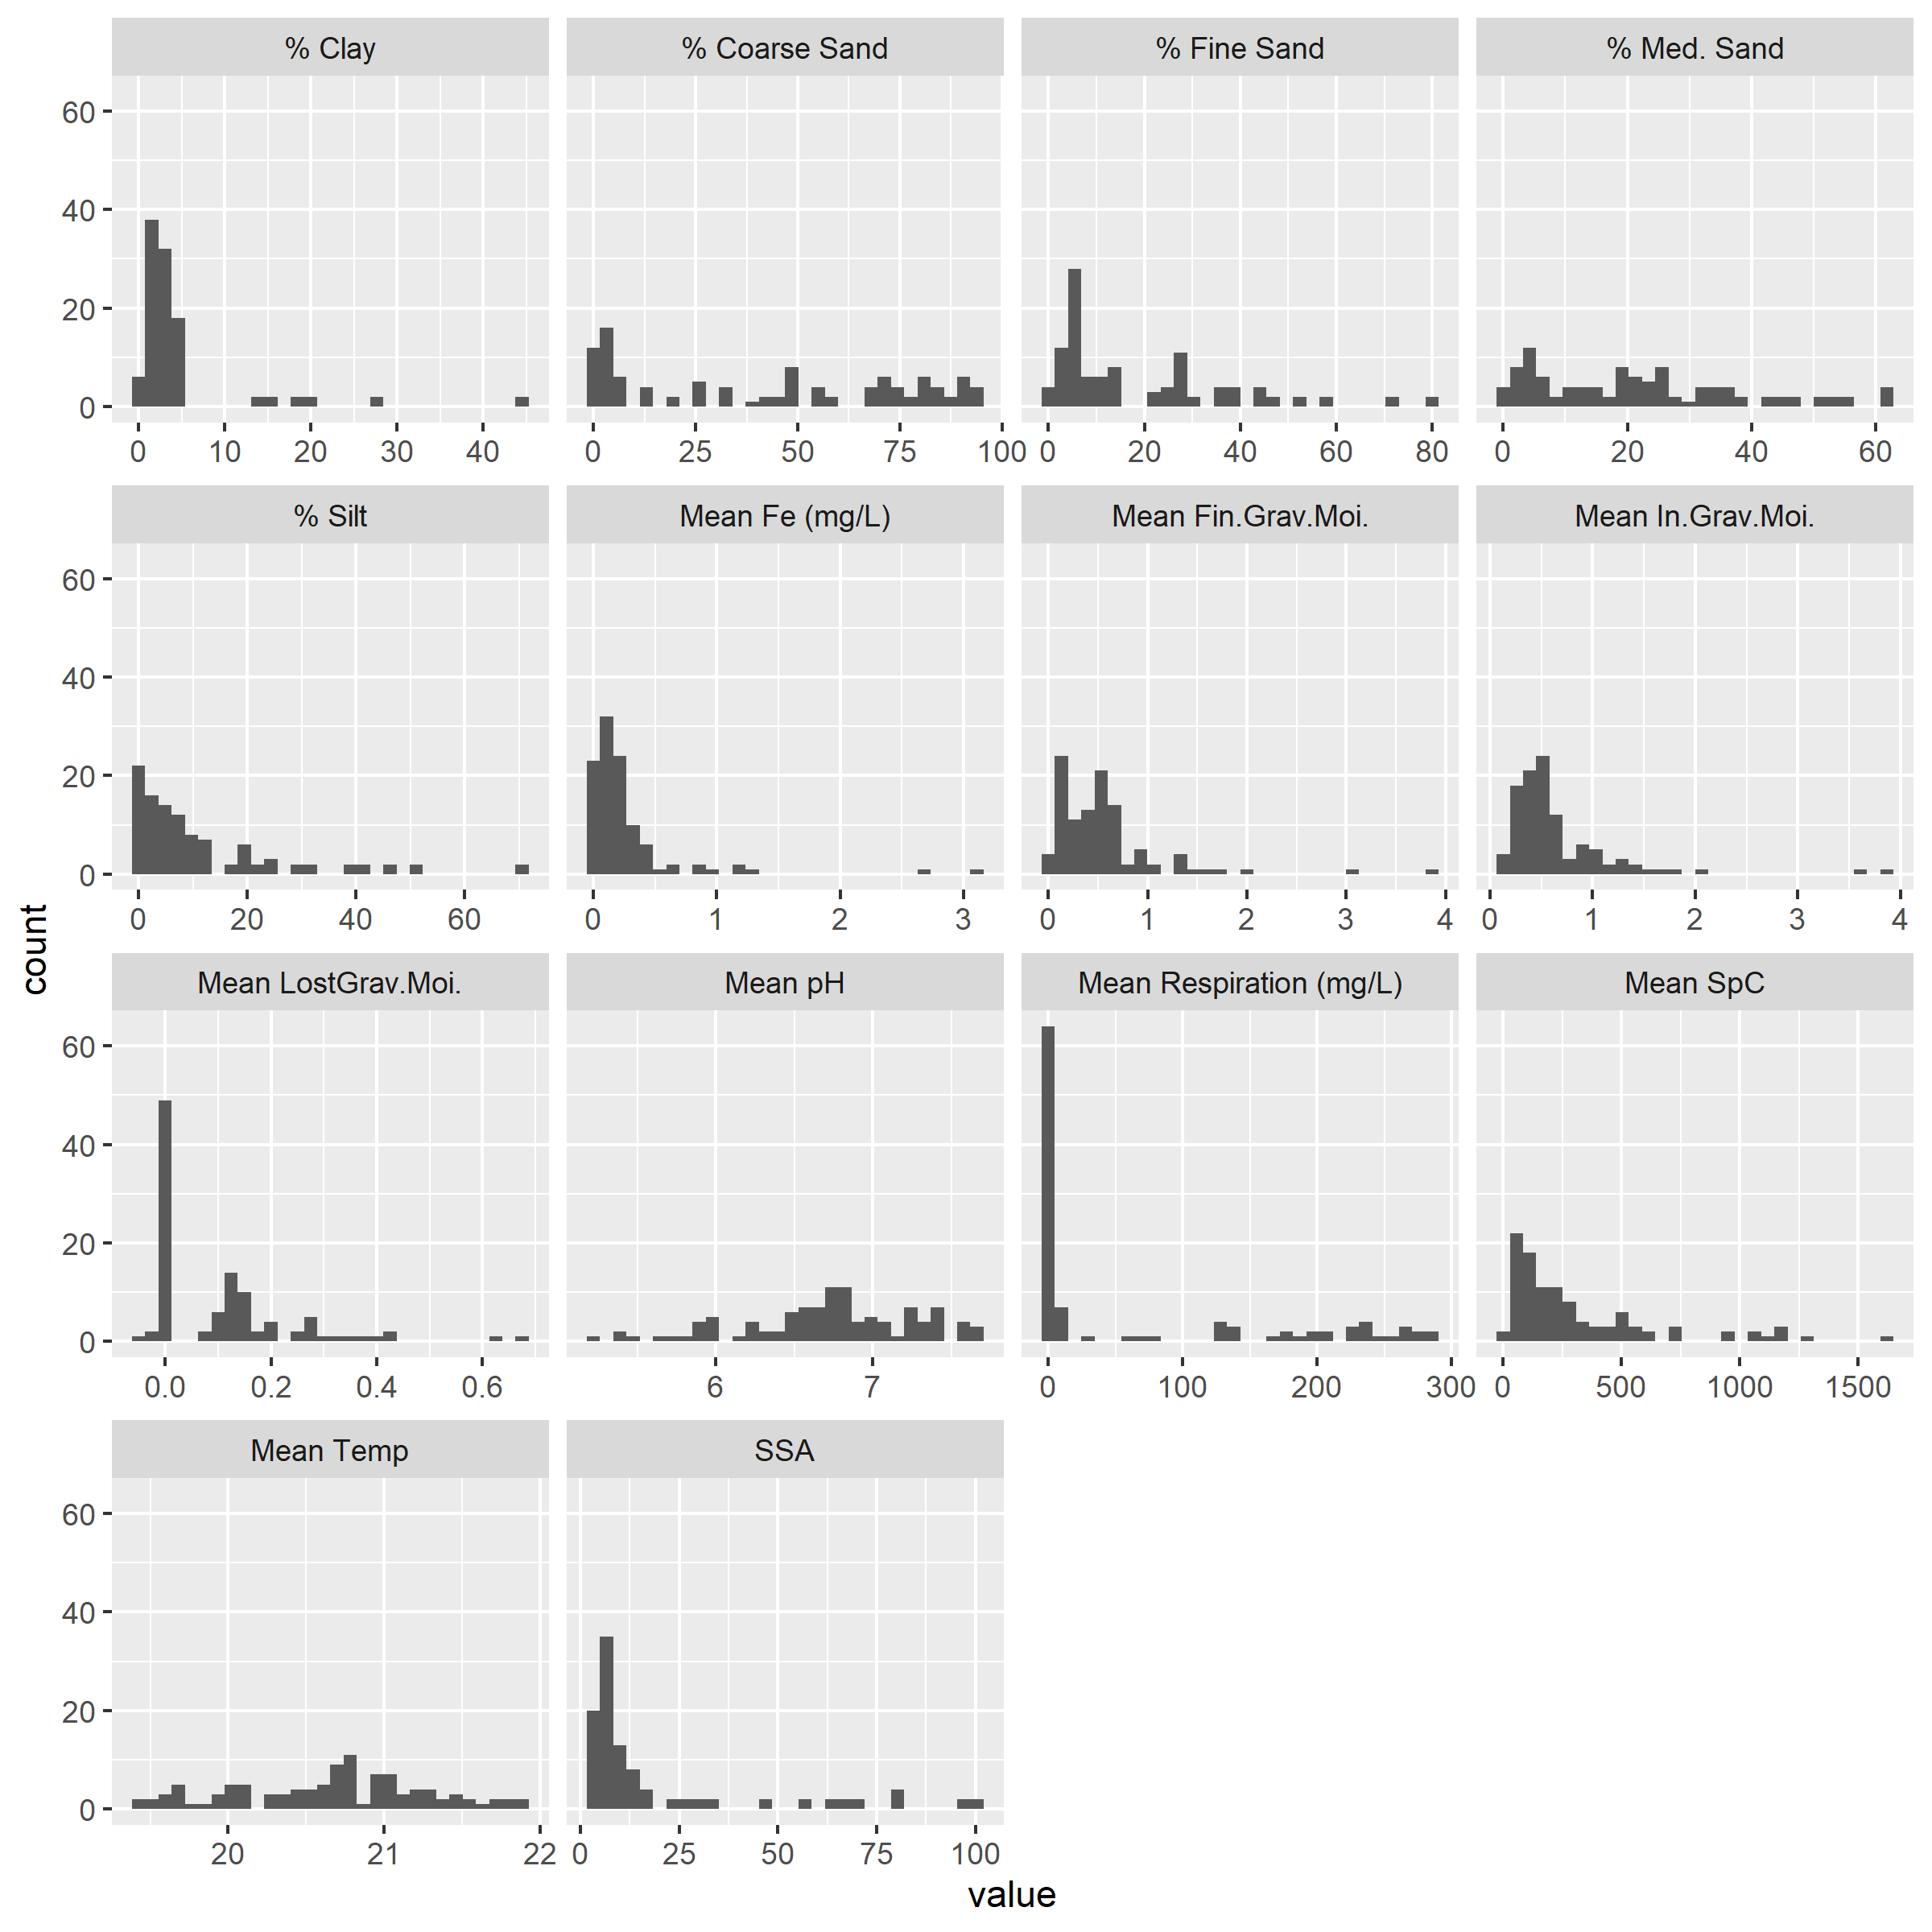 % Clay % Coarse Sand % Fine Sand % Med. Sand
60
40
20
0
0 10 20 30 40 0 25 50 75 100 0 20 40 60 80 0 20 40 60
% Silt Mean Fe (mg/L) Mean Fin.Grav.Moi. Mean In.Grav.Moi.
60
40
20
0
0 20 40 60 0 1 2 3 0 1 2 3 4 0 1 2 3 4
count
Mean LostGrav.Moi. Mean pH Mean Respiration (mg/L) Mean SpC
60
40
20
0
0.0 0.2 0.4 0.6 6 7 0 100 200 300 0 500 1000 1500
Mean Temp SSA
60
40
20
0
20 21 22 0 25 50 75 100
value